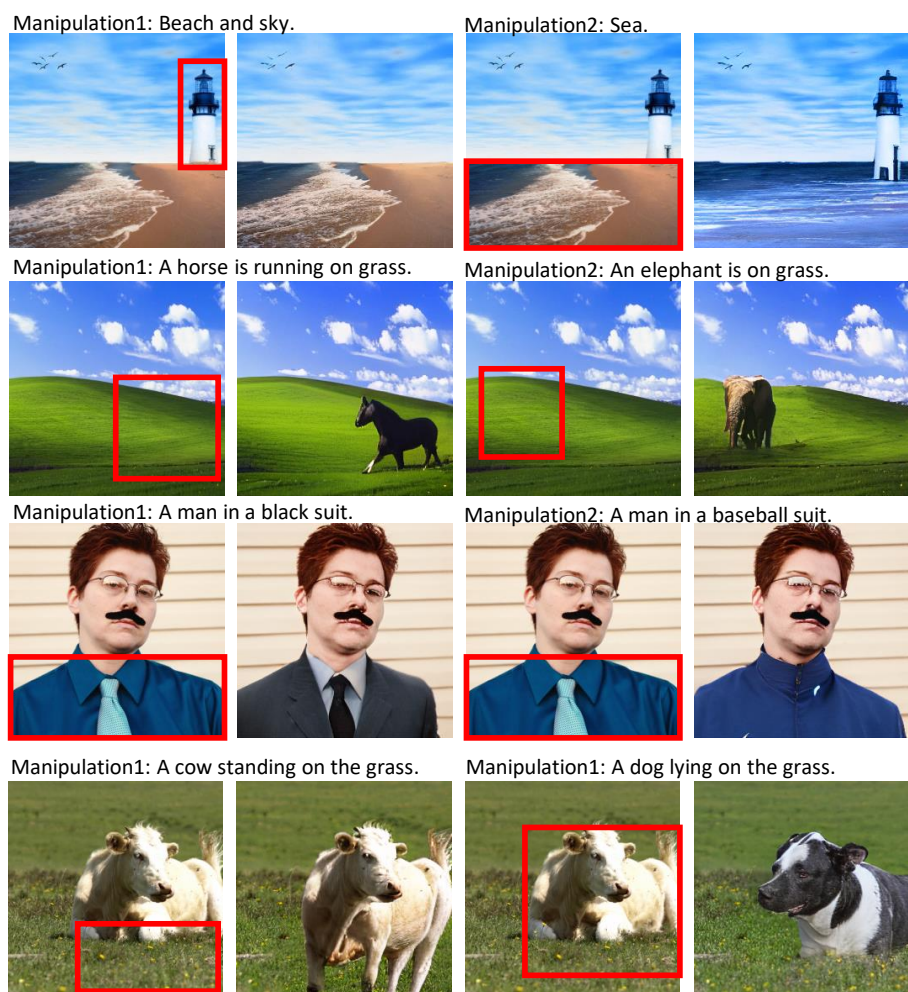 Manipulation1: Beach and sky.
Manipulation2: Sea.
Manipulation1: A horse is running on grass.
Manipulation2: An elephant is on grass.
Manipulation1: A man in a black suit.
Manipulation2: A man in a baseball suit.
Manipulation1: A cow standing on the grass.
Manipulation1: A dog lying on the grass.